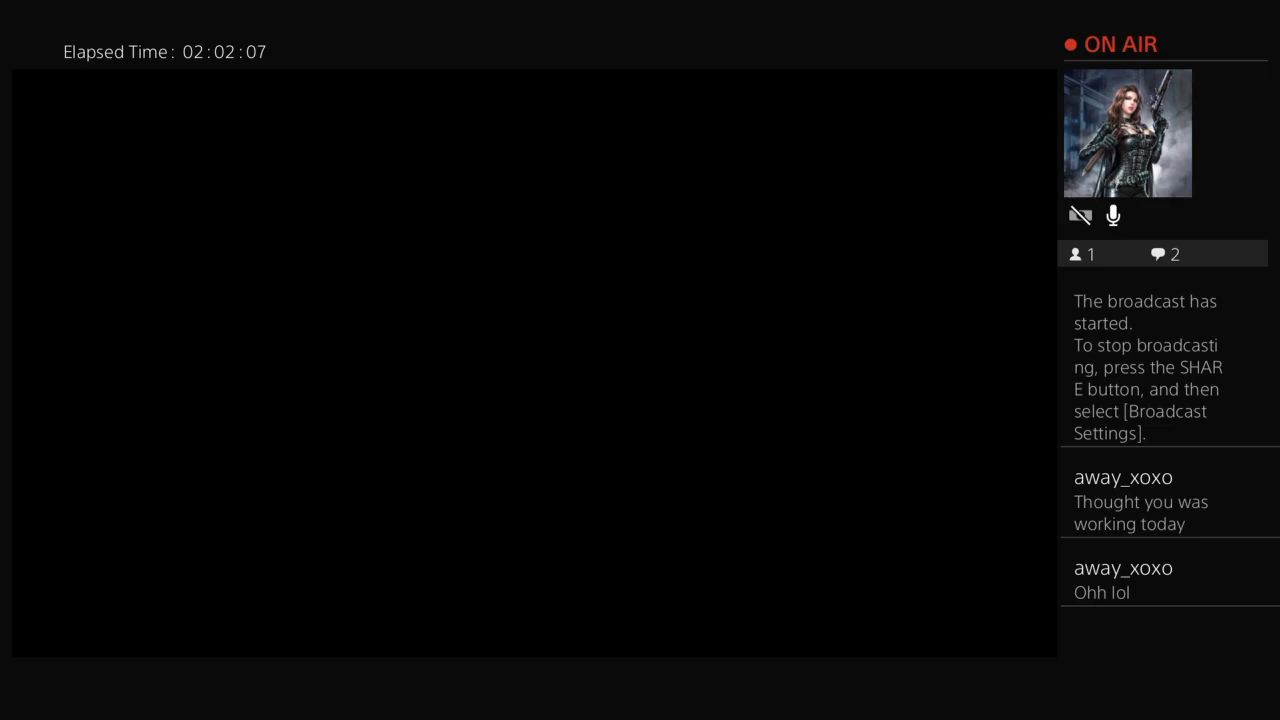 Elapsed Time: 02:02:07
ON AIR
1 2
The broadcast has
started.
To stop broadcasti
ng, press the SHAR
E button, and then
select [Broadcast
Settings].
away_xoxo
Thought you was
working today
away_xoxo
Ohh lol